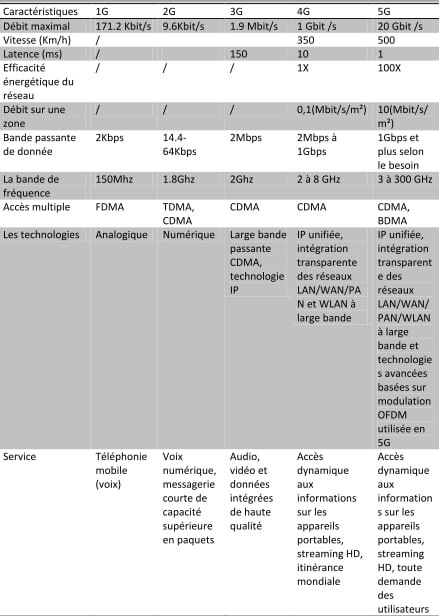 Caractéristiques 1G 2G 3G 4G 5G
Débit maximal 171.2 Kbit/s 9.6Kbit/s 1.9 Mbit/s 1 Gbit /s 20 Gbit /s
Vitesse (Km/h) / 350 500
Latence (ms) / 150 10 1
Efficacité / / / 1X 100X
énergétique du
réseau
Débit sur une / / / 0,1(Mbit/s/m²) 10(Mbit/s/
zone m²)
Bande passante 2Kbps 14.4- 2Mbps 2Mbps à 1Gbps et
de donnée 64Kbps 1Gbps plus selon
le besoin
La bande de 150Mhz 1.8Ghz 2Ghz 2 à 8 GHz 3 à 300 GHz
fréquence
Accès multiple FDMA TDMA, CDMA CDMA CDMA,
CDMA BDMA
Les technologies Analogique Numérique Large bande IP unifiée, IP unifiée,
passante intégration intégration
CDMA, transparente transparent
technologie des réseaux e des
IP LAN/WAN/PA réseaux
N et WLAN à LAN/WAN/
large bande PAN/WLAN
à large
bande et
technologie
s avancées
basées sur
modulation
OFDM
utilisée en
5G
Service Téléphonie Voix Audio, Accès Accès
mobile numérique, vidéo et dynamique dynamique
(voix) messagerie données aux aux
courte de intégrées informations information
capacité de haute sur les s sur les
supérieure qualité appareils appareils
en paquets portables, portables,
streaming HD, streaming
itinérance HD, toute
mondiale demande
des
utilisateurs